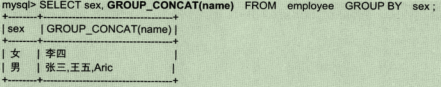 mysql> SELECT sex, GROUP_CONCAT(name) FROM employee GROUP BY sex ;
+--------+-------------------------------+
| sex | GROUP_CONCAT(name) |
+--------+-------------------------------+
| 女 | 李四 |
| 男 | 张三,王五,Aric |
+--------+-------------------------------+